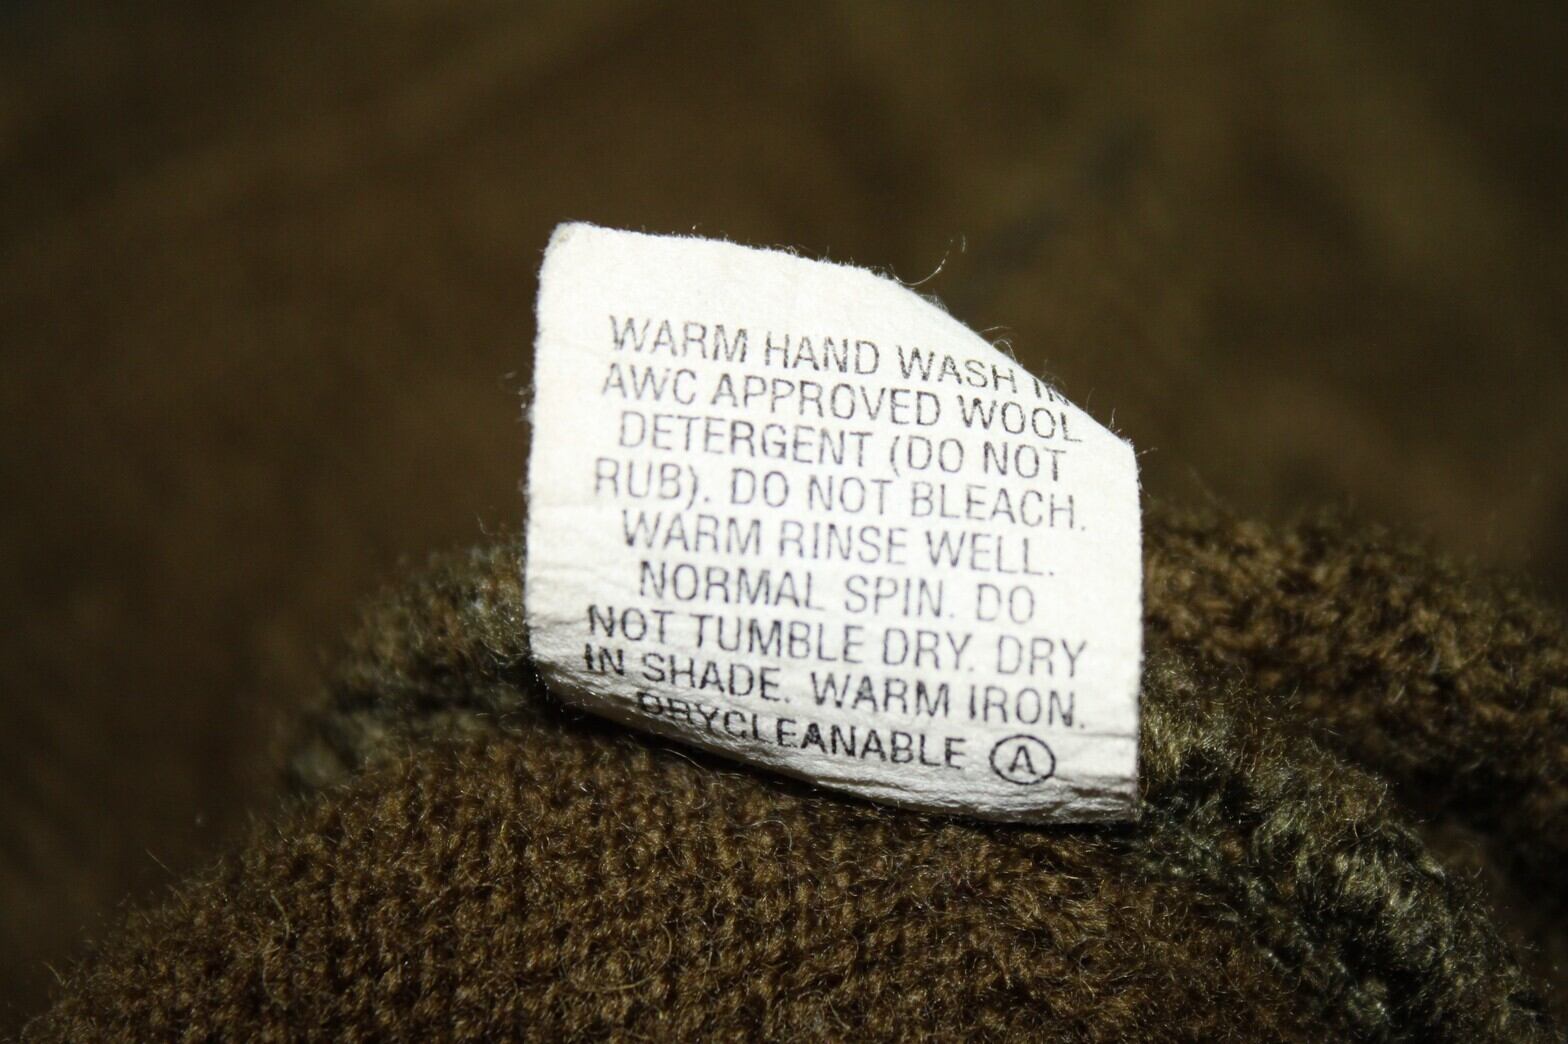 WARM HAND WASH IN
AWC APPROVED WOOL
DETERGENT (DO NOT
RUB). DO NOT BLEACH.
WARM RINSE WELL.
NORMAL SPIN. DO
NOT TUMBLE DRY. DRY
IN SHADE. WARM IRON.
DRYCLEANABLE Ⓐ